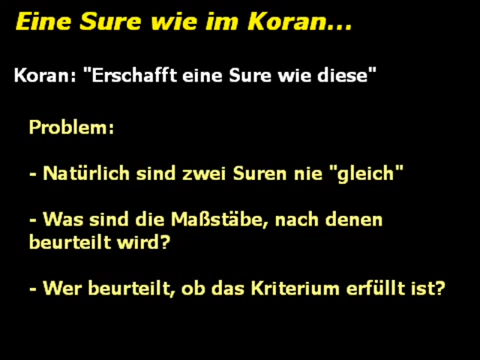 Eine Sure wie im Koran...
Koran: "Erschafft eine Sure wie diese"
Problem:
- Natürlich sind zwei Suren nie "gleich"
- Was sind die Maßstäbe, nach denen
beurteilt wird?
- Wer beurteilt, ob das Kriterium erfüllt ist?